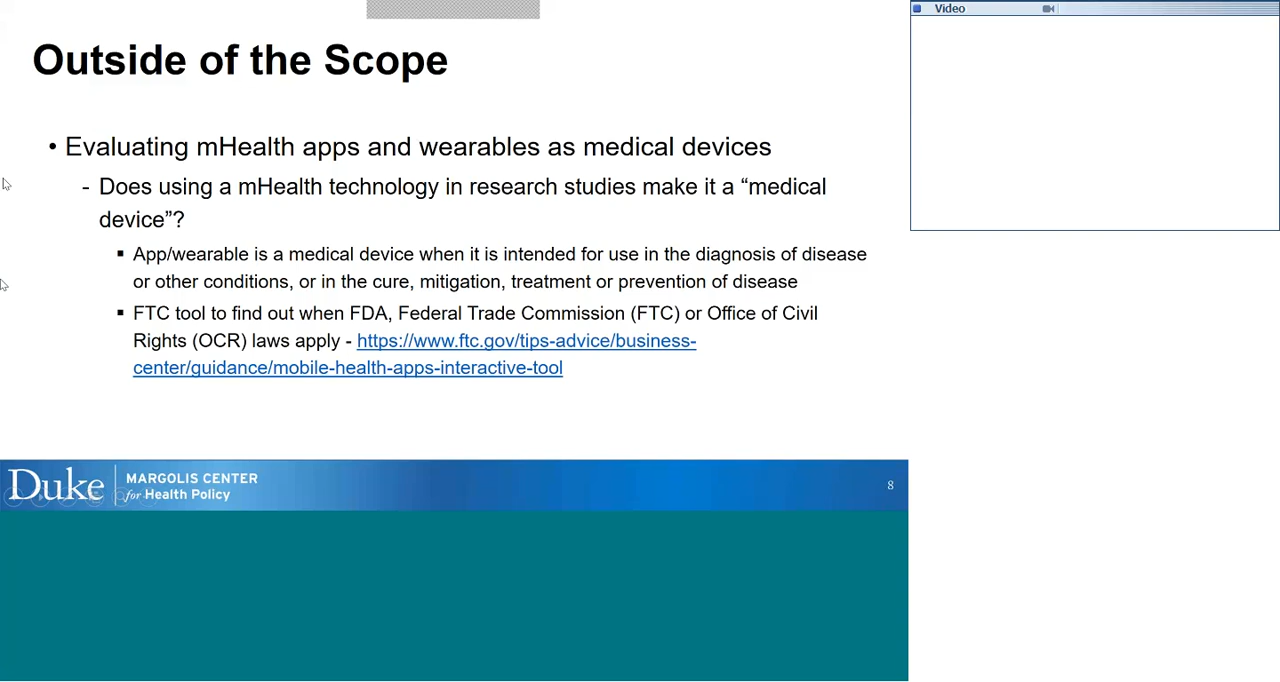 Video
Outside of the Scope
• Evaluating mHealth apps and wearables as medical devices
- Does using a mHealth technology in research studies make it a “medical
device”?
▪ App/wearable is a medical device when it is intended for use in the diagnosis of disease
or other conditions, or in the cure, mitigation, treatment or prevention of disease
▪ FTC tool to find out when FDA, Federal Trade Commission (FTC) or Office of Civil
Rights (OCR) laws apply - https://www.ftc.gov/tips-advice/business-
center/guidance/mobile-health-apps-interactive-tool
Duke
MARGOLIS CENTER
for Health Policy
8